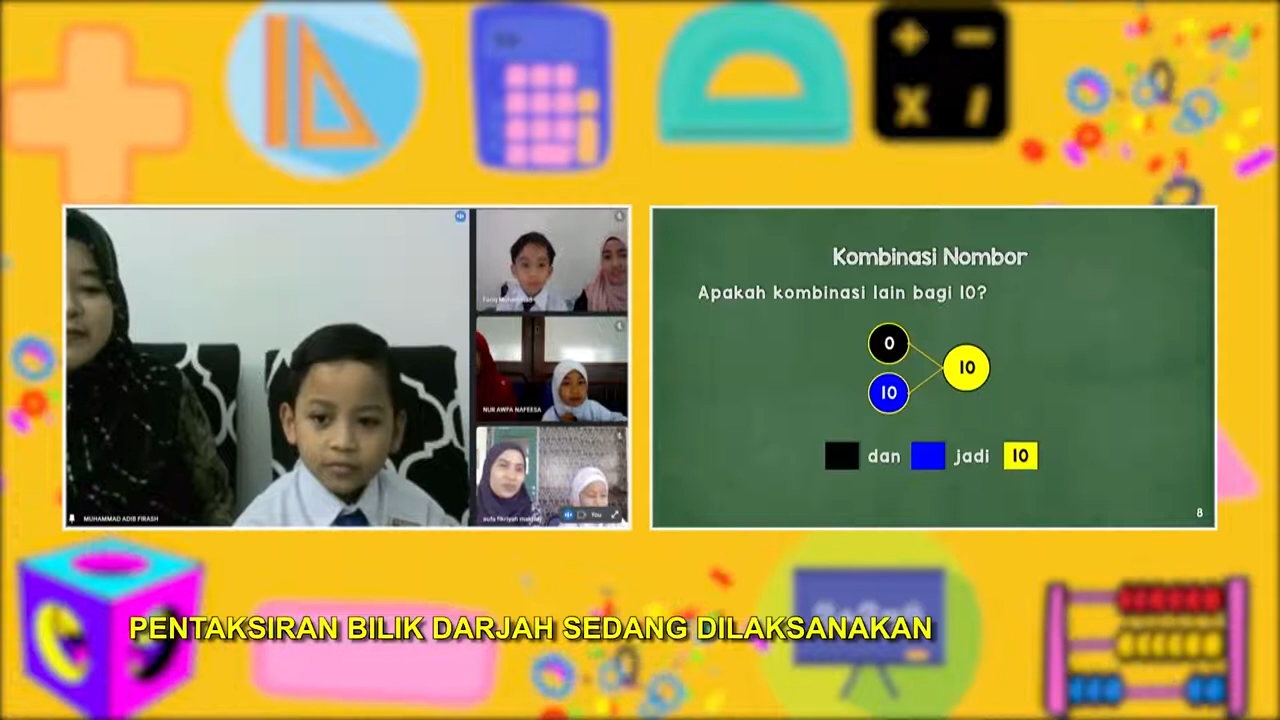 Kombinasi Nombor
Apakah kombinasi lain bagi 10?
0
10
10
dan jadi 10
8
MUHAMMAD ADIB FIRASH
NUR AWFA NAFEESA
You
PENTAKSIRAN BILIK DARJAH SEDANG DILAKSANAKAN